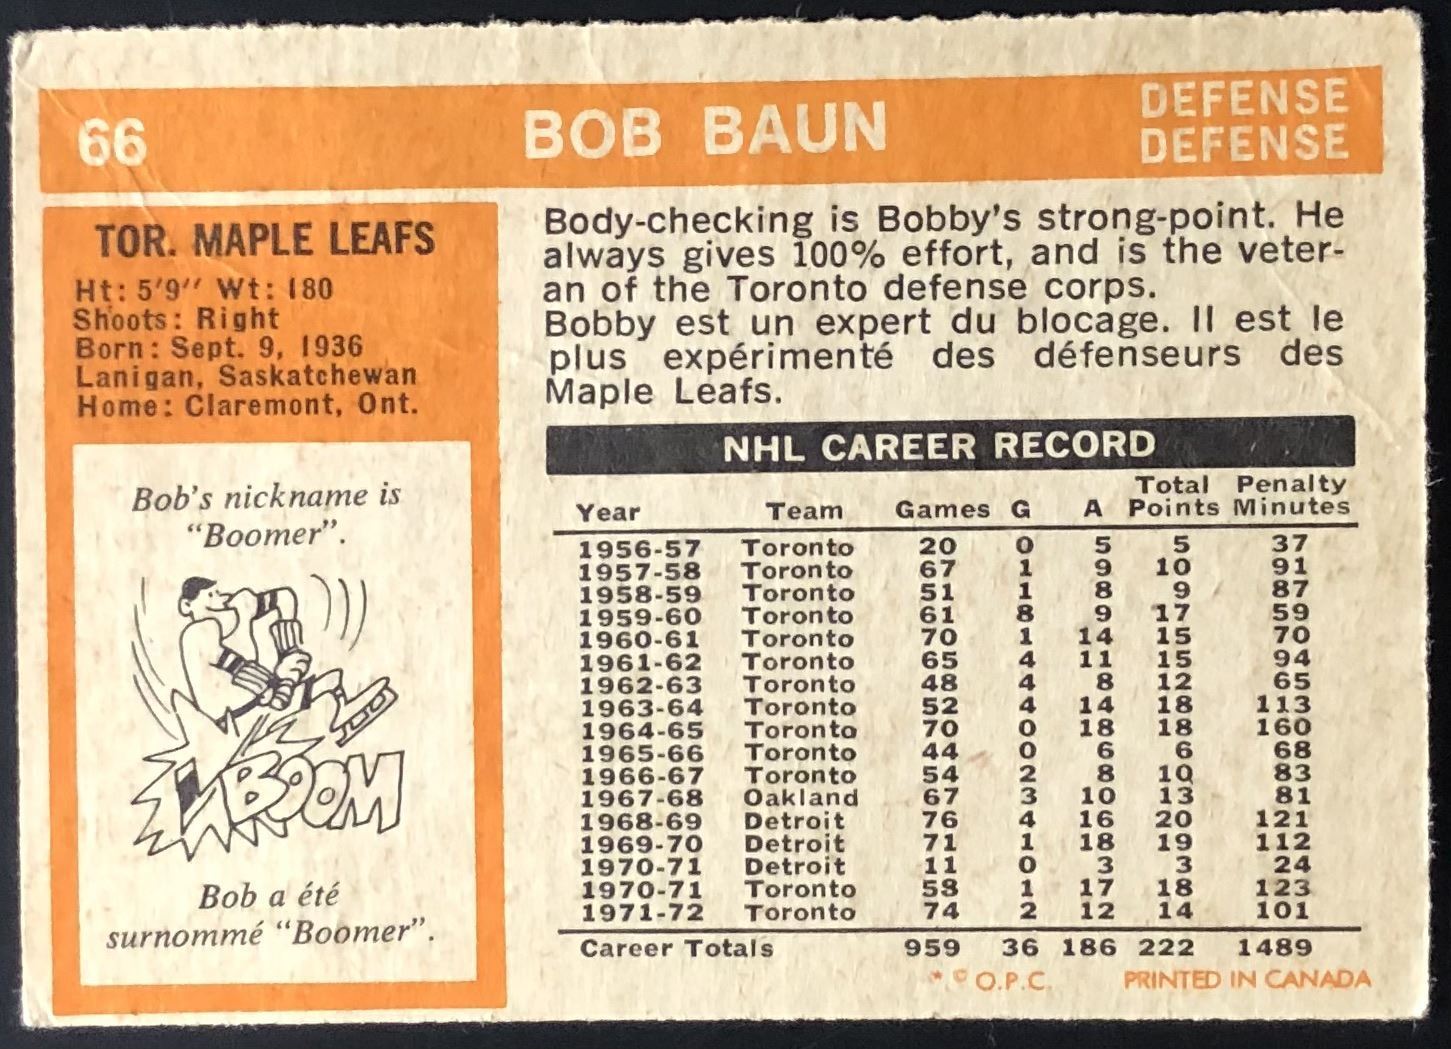 66 BOB BAUN DEFENSE
DEFENSE
TOR. MAPLE LEAFS
Ht: 5'9" Wt: 180
Shoots: Right
Born: Sept. 9, 1936
Lanigan, Saskatchewan
Home: Claremont, Ont.
Bob's nickname is
"Boomer".
BOOM
Bob a été
surnommé "Boomer".
Body-checking is Bobby's strong-point. He
always gives 100% effort, and is the veter-
an of the Toronto defense corps.
Bobby est un expert du blocage. Il est le
plus expérimenté des défenseurs des
Maple Leafs.
NHL CAREER RECORD
Year Team Games G A Total Points Penalty Minutes
1956-57 Toronto 20 0 5 5 37
1957-58 Toronto 67 1 9 10 91
1958-59 Toronto 51 1 8 9 87
1959-60 Toronto 61 8 9 17 59
1960-61 Toronto 70 1 14 15 70
1961-62 Toronto 65 4 11 15 94
1962-63 Toronto 48 4 8 12 65
1963-64 Toronto 52 4 14 18 113
1964-65 Toronto 70 0 18 18 160
1965-66 Toronto 44 0 6 6 68
1966-67 Toronto 54 2 8 10 83
1967-68 Oakland 67 3 10 13 81
1968-69 Detroit 76 4 16 20 121
1969-70 Detroit 71 1 18 19 112
1970-71 Detroit 11 0 3 3 24
1970-71 Toronto 58 1 17 18 123
1971-72 Toronto 74 2 12 14 101
Career Totals 959 36 186 222 1489
* © O.P.C. PRINTED IN CANADA